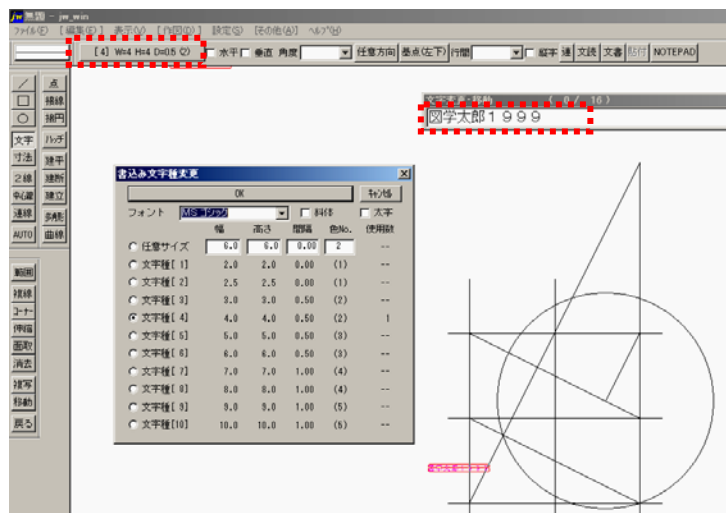 無題 - jw_win
ファイル(F) [編集(E)] 表示(V) [作図(D)] 設定(S) [その他(A)] ヘルプ(H)
[4] W=4 H=4 D=0.5 (2) 水平 垂直 角度 任意方向 基点(左下) 行間 縦字 連 文読 文書 貼付 NOTEPAD
文字変更・移動 ( 0/ 16)
図学太郎1999
点
接線
接円
文字 ハッチ
寸法 建平
2線 建断
中心線 建立
連線 多角形
AUTO 曲線
範囲
複線
コーナー
伸縮
面取
消去
複写
移動
戻る
書込み文字種変更
OK キャンセル
フォント MS ゴシック 斜体 太字
幅 高さ 間隔 色No. 使用数
任意サイズ 6.0 6.0 0.00 2 --
文字種[ 1] 2.0 2.0 0.00 (1) --
文字種[ 2] 2.5 2.5 0.00 (1) --
文字種[ 3] 3.0 3.0 0.50 (2) --
文字種[ 4] 4.0 4.0 0.50 (2) 1
文字種[ 5] 5.0 5.0 0.50 (3) --
文字種[ 6] 6.0 6.0 0.50 (3) --
文字種[ 7] 7.0 7.0 1.00 (4) --
文字種[ 8] 8.0 8.0 1.00 (4) --
文字種[ 9] 9.0 9.0 1.00 (5) --
文字種[10] 10.0 10.0 1.00 (6) --